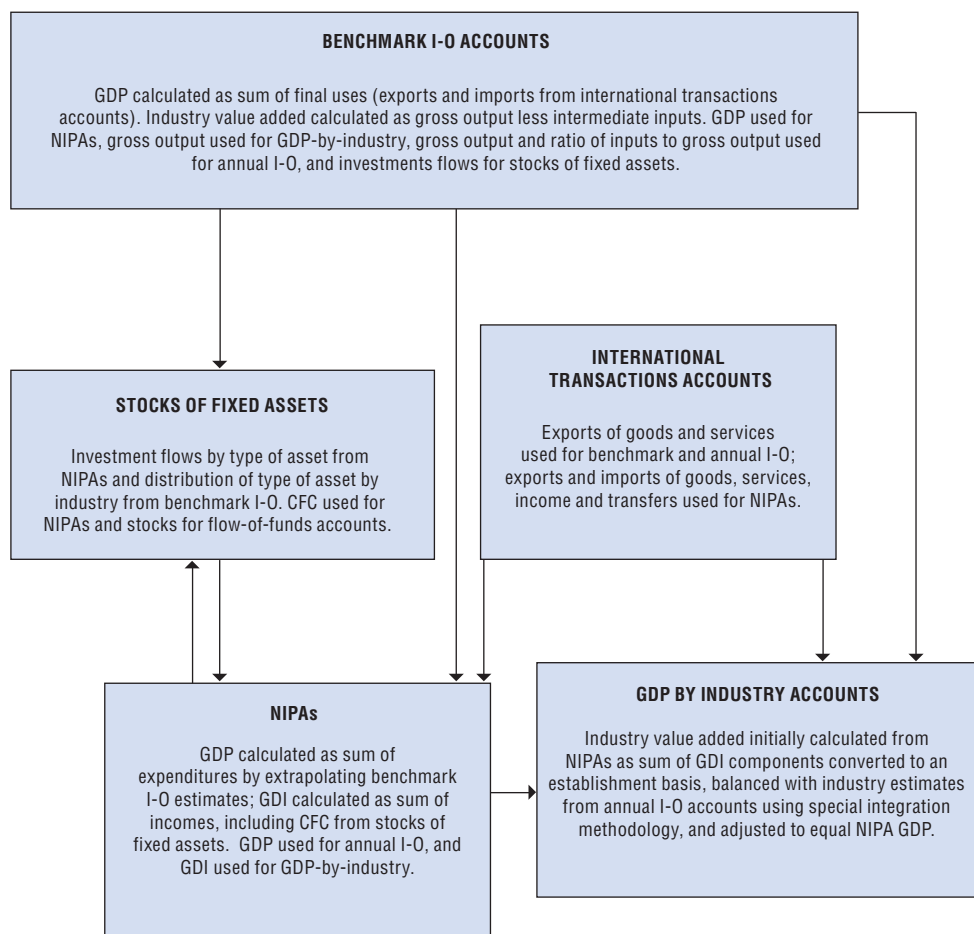 BENCHMARK I-O ACCOUNTS
GDP calculated as sum of final uses (exports and imports from international transactions
accounts). Industry value added calculated as gross output less intermediate inputs. GDP used for
NIPAs, gross output used for GDP-by-industry, gross output and ratio of inputs to gross output used
for annual I-O, and investments flows for stocks of fixed assets.
STOCKS OF FIXED ASSETS
Investment flows by type of asset from
NIPAs and distribution of type of asset by
industry from benchmark I-O. CFC used for
NIPAs and stocks for flow-of-funds accounts.
INTERNATIONAL
TRANSACTIONS ACCOUNTS
Exports of goods and services
used for benchmark and annual I-O;
exports and imports of goods, services,
income and transfers used for NIPAs.
NIPAs
GDP calculated as sum of
expenditures by extrapolating benchmark
I-O estimates; GDI calculated as sum of
incomes, including CFC from stocks of
fixed assets.  GDP used for annual I-O, and
GDI used for GDP-by-industry.
GDP BY INDUSTRY ACCOUNTS
Industry value added initially calculated from
NIPAs as sum of GDI components converted to an
establishment basis, balanced with industry estimates
from annual I-O accounts using special integration
methodology, and adjusted to equal NIPA GDP.